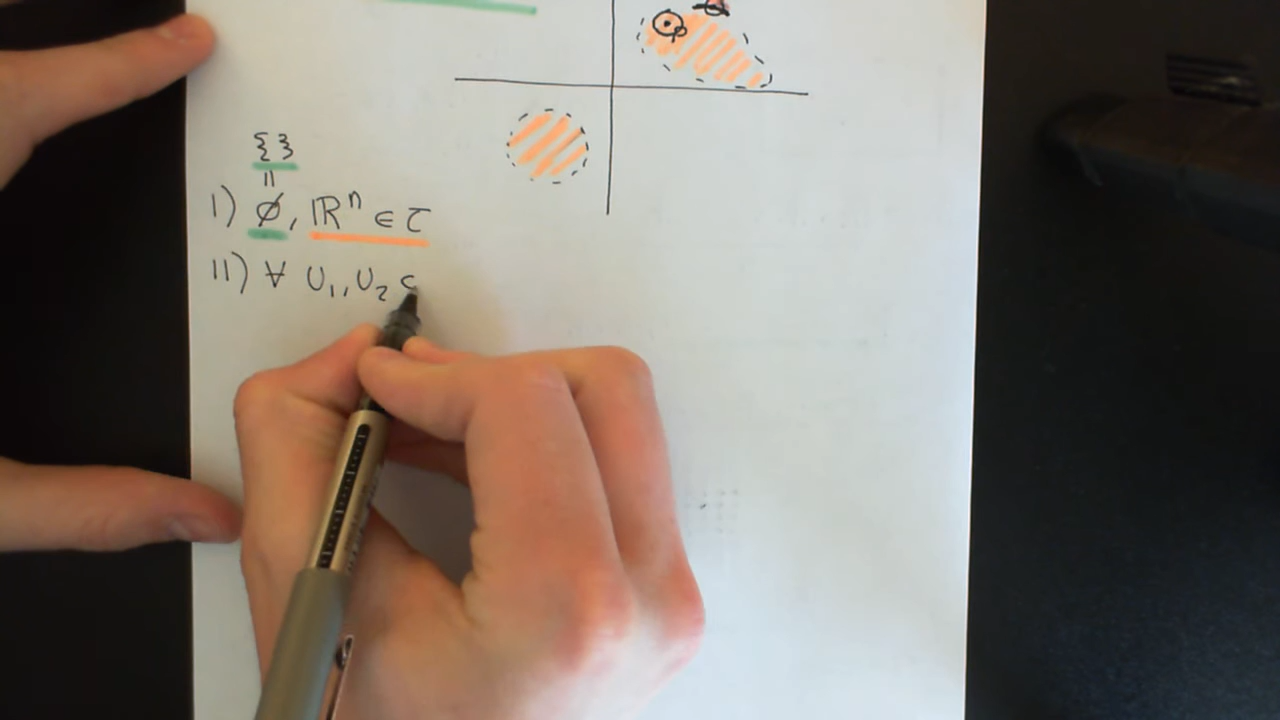 { }
=
I) ∅, ℝⁿ ∈ τ
II) ∀ U₁, U₂ ∈